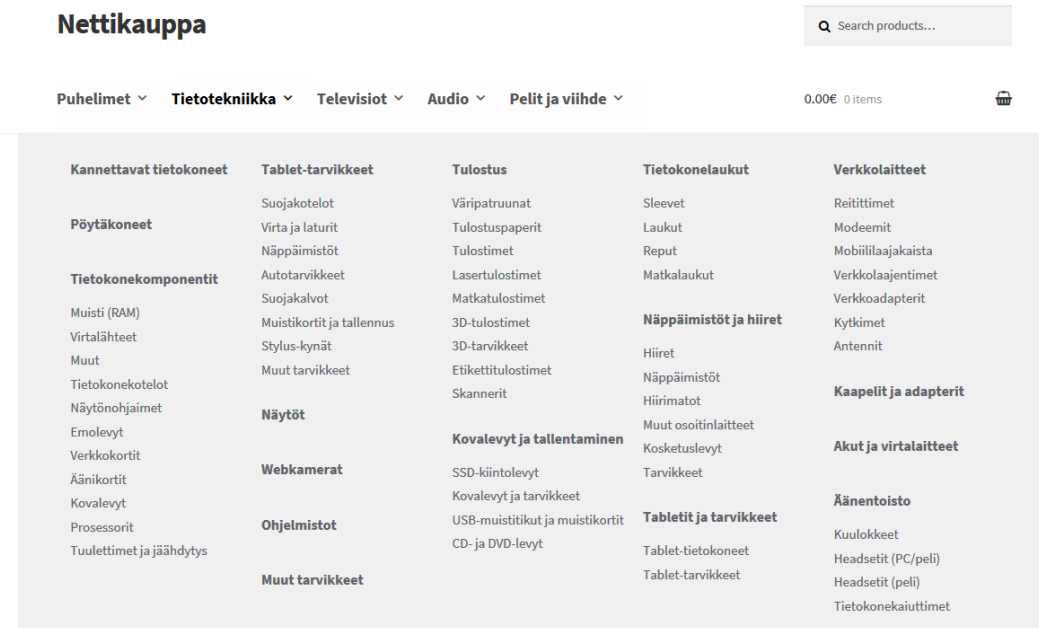 Nettikauppa
Search products...
Puhelimet
Tietotekniikka
Televisiot
Audio
Pelit ja viihde
0.00€ 0 items
Kannettavat tietokoneet
Pöytäkoneet
Tietokonekomponentit
Muisti (RAM)
Virtalähteet
Muut
Tietokonekotelot
Näytönohjaimet
Emolevyt
Verkkokortit
Äänikortit
Kovalevyt
Prosessorit
Tuulettimet ja jäähdytys
Tablet-tarvikkeet
Suojakotelot
Virta ja laturit
Näppäimistöt
Autotarvikkeet
Suojakalvot
Muistikortit ja tallennus
Stylus-kynät
Muut tarvikkeet
Näytöt
Webkamerat
Ohjelmistot
Muut tarvikkeet
Tulostus
Väripatruunat
Tulostuspaperit
Tulostimet
Lasertulostimet
Matkatulostimet
3D-tulostimet
3D-tarvikkeet
Etikettitulostimet
Skannerit
Kovalevyt ja tallentaminen
SSD-kiintolevyt
Kovalevyt ja tarvikkeet
USB-muistitikut ja muistikortit
CD- ja DVD-levyt
Tietokonelaukut
Sleevet
Laukut
Reput
Matkalaukut
Näppäimistöt ja hiiret
Hiiret
Näppäimistöt
Hiirimatot
Muut osoitinlaitteet
Kosketuslevyt
Tarvikkeet
Tabletit ja tarvikkeet
Tablet-tietokoneet
Tablet-tarvikkeet
Verkkolaitteet
Reitittimet
Modeemit
Mobiililaajakaista
Verkkolaajentimet
Verkkoadapterit
Kytkimet
Antennit
Kaapelit ja adapterit
Akut ja virtalaitteet
Äänentoisto
Kuulokkeet
Headsetit (PC/peli)
Headsetit (peli)
Tietokonekaiuttimet